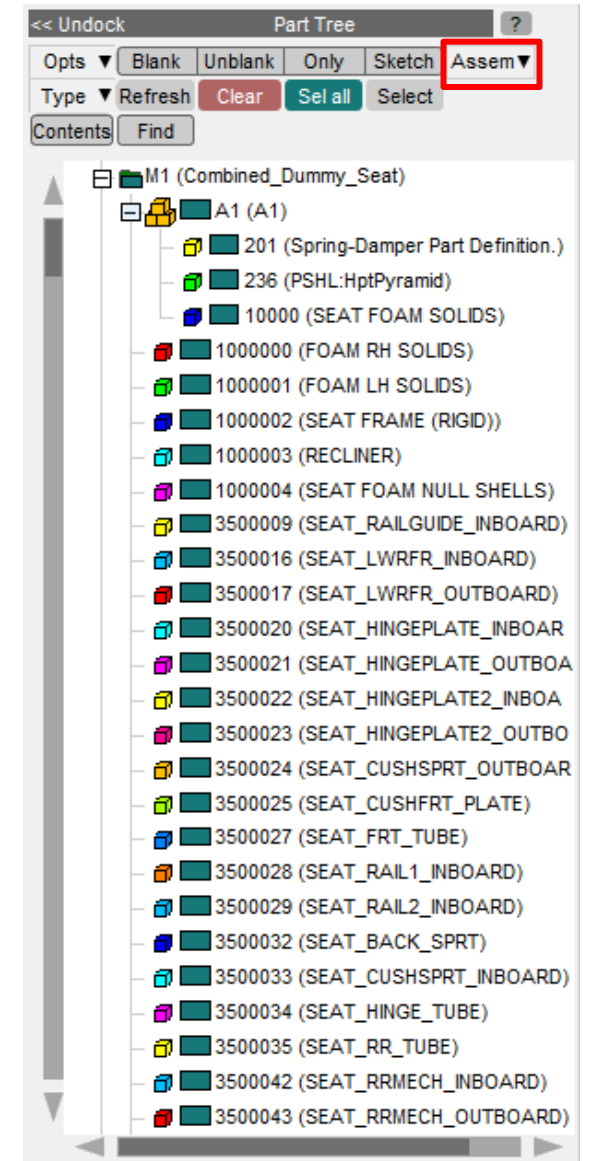 << Undock Part Tree ?
Opts ▼ Blank Unblank Only Sketch Assem▼
Type ▼ Refresh Clear Sel all Select
Contents Find
M1 (Combined_Dummy_Seat)
A1 (A1)
201 (Spring-Damper Part Definition.)
236 (PSHL:HptPyramid)
10000 (SEAT FOAM SOLIDS)
1000000 (FOAM RH SOLIDS)
1000001 (FOAM LH SOLIDS)
1000002 (SEAT FRAME (RIGID))
1000003 (RECLINER)
1000004 (SEAT FOAM NULL SHELLS)
3500009 (SEAT_RAILGUIDE_INBOARD)
3500016 (SEAT_LWRFR_INBOARD)
3500017 (SEAT_LWRFR_OUTBOARD)
3500020 (SEAT_HINGEPLATE_INBOAR
3500021 (SEAT_HINGEPLATE_OUTBOA
3500022 (SEAT_HINGEPLATE2_INBOA
3500023 (SEAT_HINGEPLATE2_OUTBO
3500024 (SEAT_CUSHSPRT_OUTBOAR
3500025 (SEAT_CUSHFRT_PLATE)
3500027 (SEAT_FRT_TUBE)
3500028 (SEAT_RAIL1_INBOARD)
3500029 (SEAT_RAIL2_INBOARD)
3500032 (SEAT_BACK_SPRT)
3500033 (SEAT_CUSHSPRT_INBOARD)
3500034 (SEAT_HINGE_TUBE)
3500035 (SEAT_RR_TUBE)
3500042 (SEAT_RRMECH_INBOARD)
3500043 (SEAT_RRMECH_OUTBOARD)